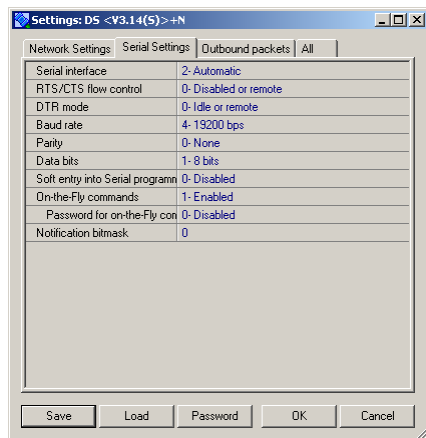 Settings: DS <V3.14(S)>+N
Network Settings Serial Settings Outbound packets All
Serial interface 2- Automatic
RTS/CTS flow control 0- Disabled or remote
DTR mode 0- Idle or remote
Baud rate 4- 19200 bps
Parity 0- None
Data bits 1- 8 bits
Soft entry into Serial programn 0- Disabled
On-the-Fly commands 1- Enabled
Password for on-the-Fly con 0- Disabled
Notification bitmask 0
Save Load Password OK Cancel